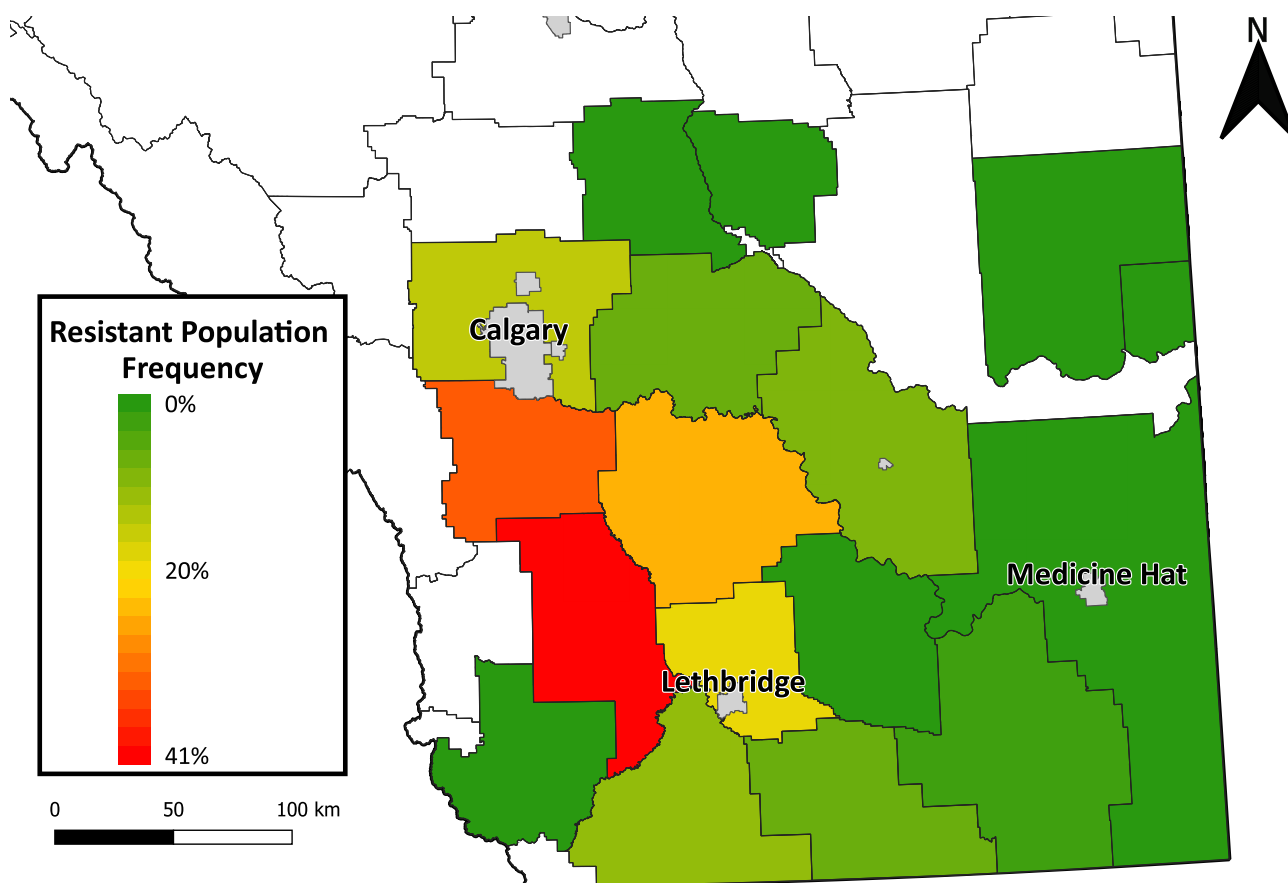 N
Resistant Population
Frequency
0%
20%
41%
Calgary
Medicine Hat
Lethbridge
0 50 100 km